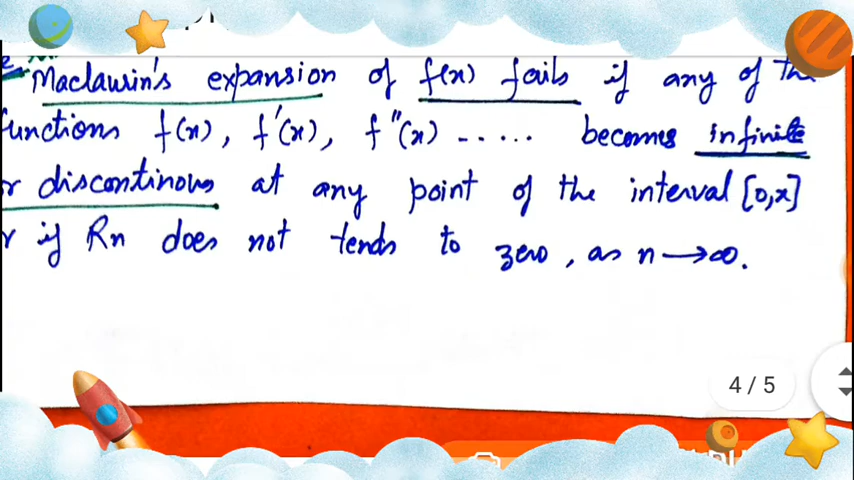 Maclaurin's expansion of f(x) fails if any of the
functions f(x), f'(x), f''(x) ...... becomes infinite
or discontinous at any point of the interval [0,x]
if Rn does not tends to zero, as n→∞.
4/5